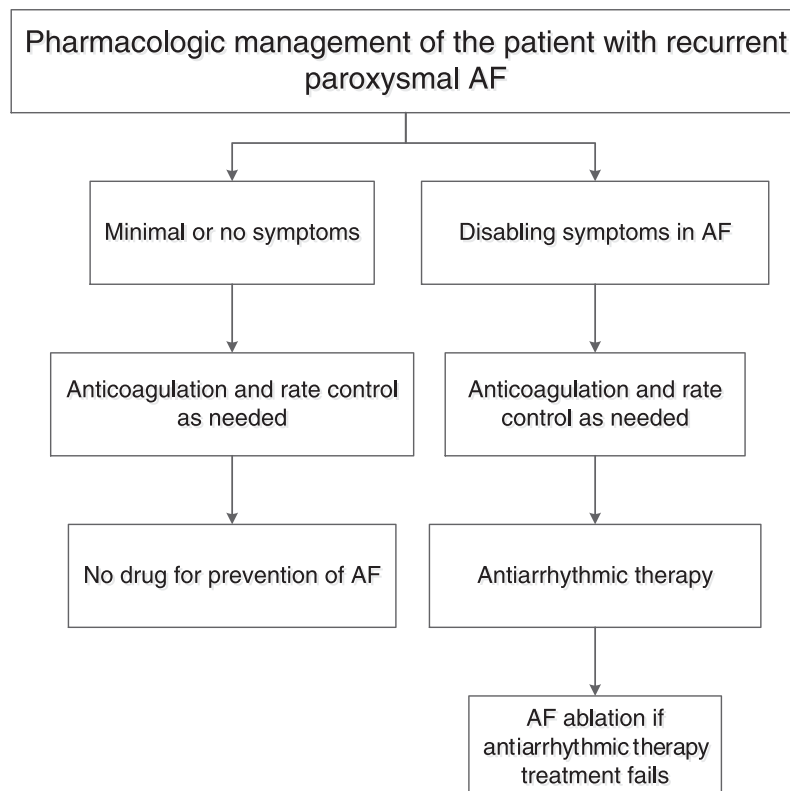 Pharmacologic management of the patient with recurrent
paroxysmal AF
Minimal or no symptoms
Disabling symptoms in AF
Anticoagulation and rate control
as needed
Anticoagulation and rate
control as needed
No drug for prevention of AF
Antiarrhythmic therapy
AF ablation if
antiarrhythmic therapy
treatment fails